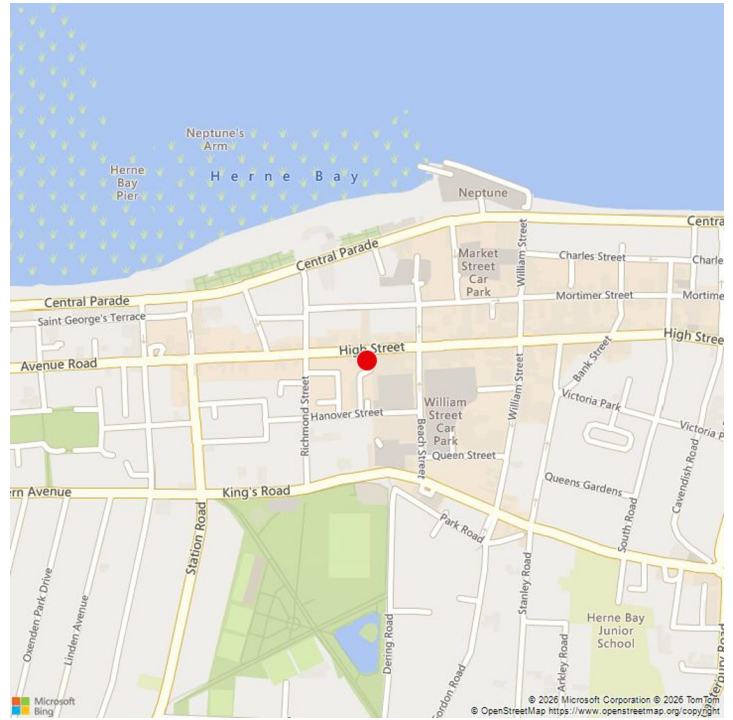 Neptune's
Arm
Herne
Bay
Pier
Herne Bay
Neptune
Centra
Central Parade
William Street
Market
Street
Car
Park
Charles Street
Charle
Central Parade
Mortimer Street
Mortime
Saint George's Terrace
High Street
High Stree
Avenue Road
Bank Street
William Street
Richmond Street
Hanover Street
William
Street
Car
Park
Beach Street
Victoria Park
Victoria P
Queen Street
Cavendish Road
Queens Gardens
ern Avenue
King's Road
South Road
Park Road
Station Road
Stanley Road
Oxenden Park Drive
Linden Avenue
Dering Road
Herne Bay
Junior
School
Arkley Road
ordon Road
nterbury Road
Microsoft
Bing
© 2026 Microsoft Corporation © 2026 TomTom
© OpenStreetMap https://www.openstreetmap.org/copyright